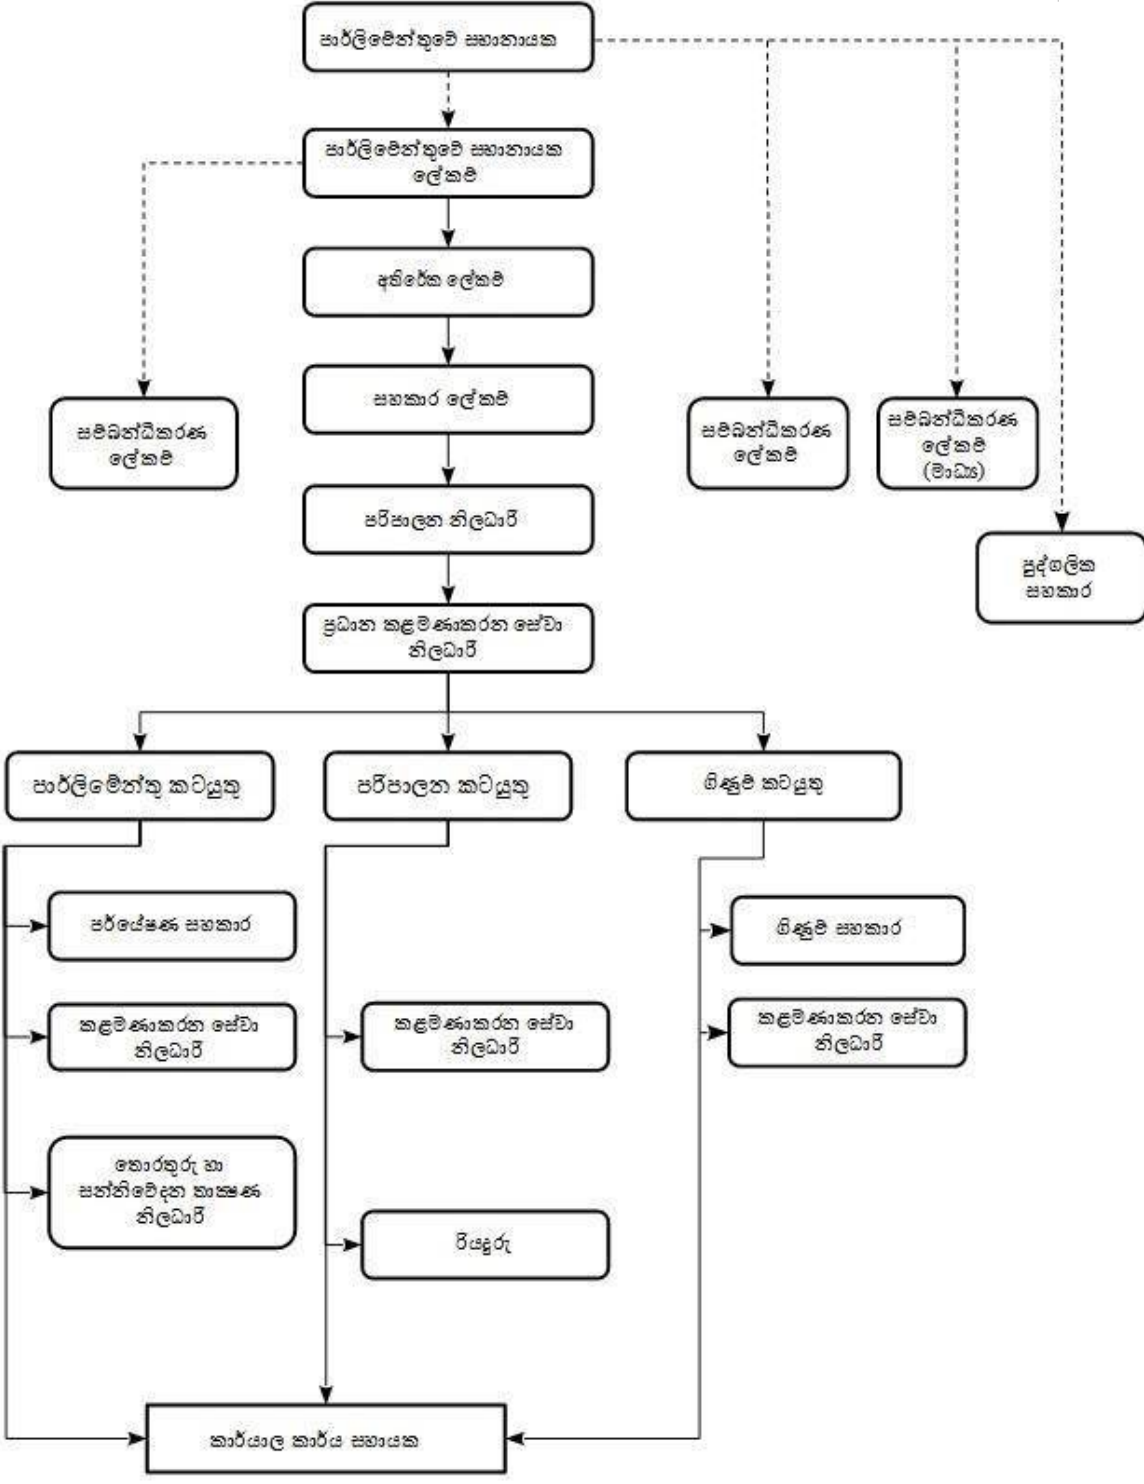 පාර්ලිමේන්තුවේ සභානායක
පාර්ලිමේන්තුවේ සභානායක
ලේකම්
අතිරේක ලේකම්
සහකාර ලේකම්
සම්බන්ධීකරණ
ලේකම්
සම්බන්ධීකරණ
ලේකම්
සම්බන්ධීකරණ
ලේකම්
(මාධ්‍ය)
පරිපාලන නිලධාරී
පුද්ගලික
සහකාර
ප්‍රධාන කළමණාකරන සේවා
නිලධාරී
පාර්ලිමේන්තු කටයුතු
පරිපාලන කටයුතු
ගිණුම් කටයුතු
පර්යේෂණ සහකාර
ගිණුම් සහකාර
කළමණාකරන සේවා
නිලධාරී
කළමණාකරන සේවා
නිලධාරී
කළමණාකරන සේවා
නිලධාරී
තොරතුරු හා
සන්නිවේදන තාක්ෂණ
නිලධාරී
රියදුරු
කාර්යාල කාර්ය සහායක